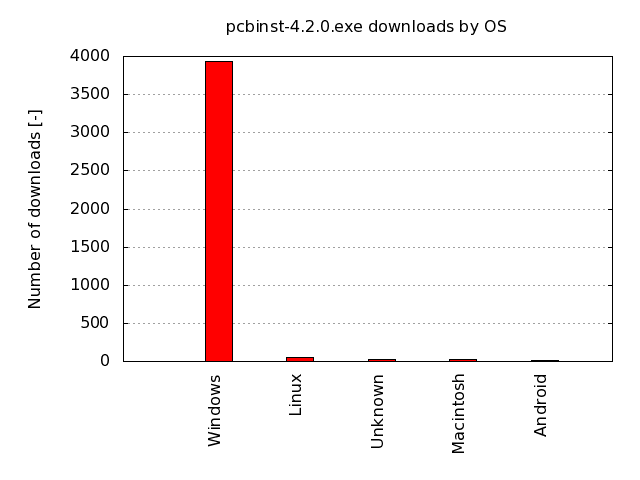 pcbinst-4.2.0.exe downloads by OS
Number of downloads [-]
4000
3500
3000
2500
2000
1500
1000
500
0
Windows
Linux
Unknown
Macintosh
Android